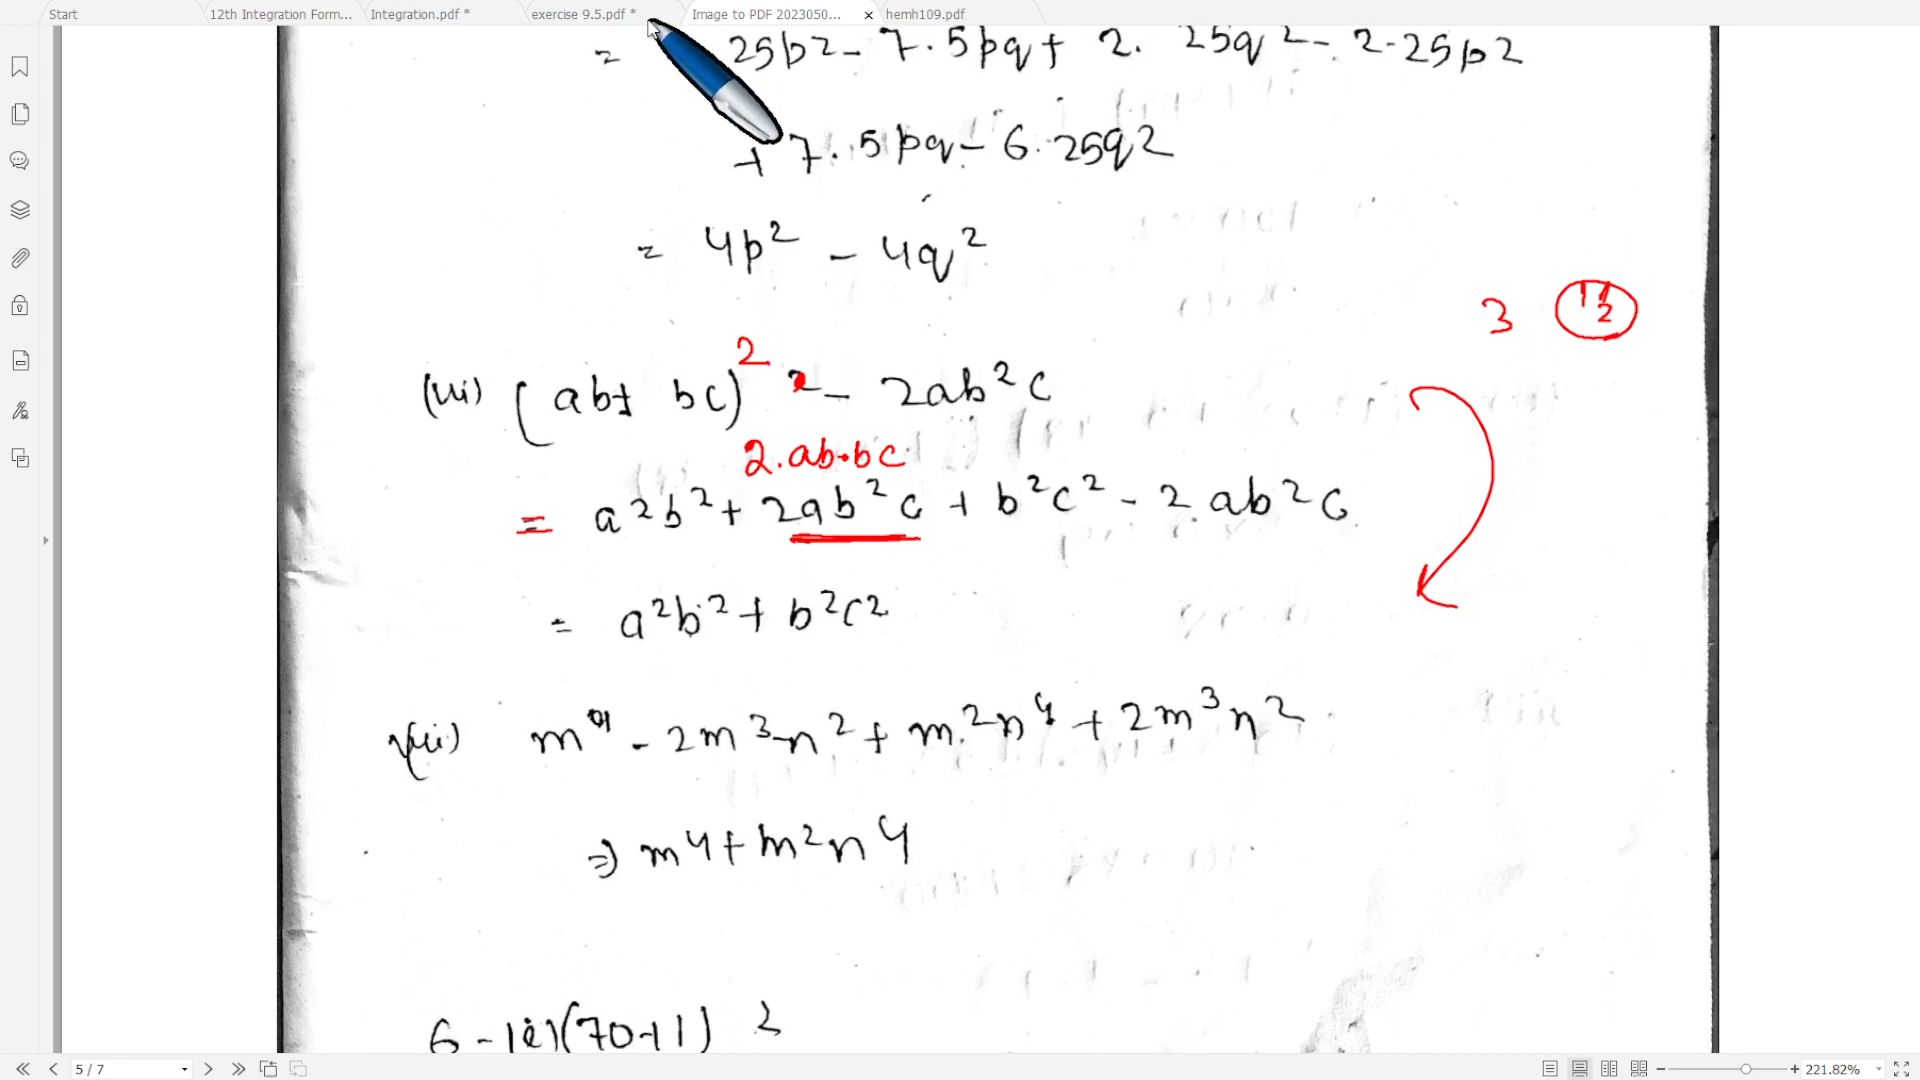 Start 12th Integration Form... Integration.pdf * exercise 9.5.pdf * Image to PDF 2023050... hemh109.pdf
= 25p2 - 7.5pq + 2.25q2 - 2.25p2
+ 7.5pq - 6.25q2
= 4p2 - 4q2
3 1 1/2
(vii) (ab + bc)2 2 - 2ab2c
2.ab.bc
= a2b2 + 2ab2c + b2c2 - 2ab2c
= a2b2 + b2c2
viii) m4 - 2m3n2 + m2n4 + 2m3n2
=> m4 + m2n4
6 - (i) (70+1) 2
5 / 7 221.82%